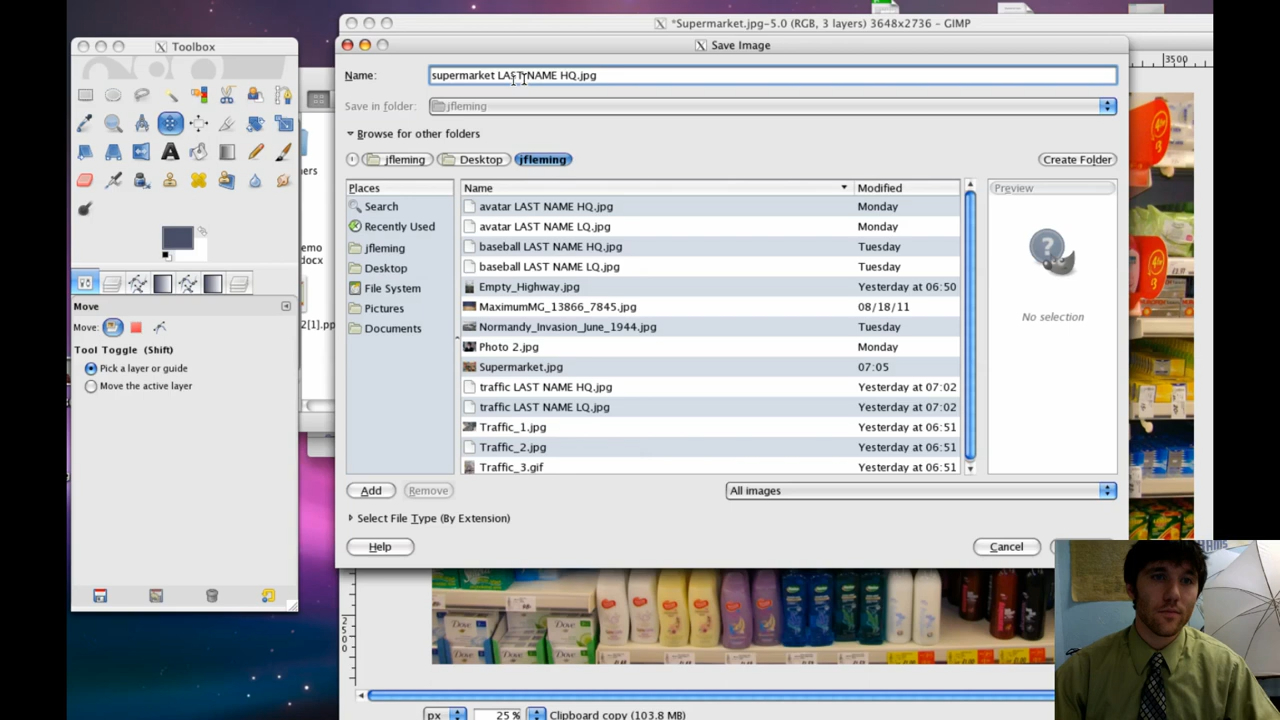 *Supermarket.jpg-5.0 (RGB, 3 layers) 3648x2736 – GIMP
Toolbox
Save Image
3500
Name:
supermarket LAST NAME HQ.jpg
Save in folder:
jfleming
Browse for other folders
jfleming
Desktop
jfleming
Create Folder
Places
Name
Modified
Preview
Search
avatar LAST NAME HQ.jpg
Monday
Recently Used
avatar LAST NAME LQ.jpg
Monday
jfleming
baseball LAST NAME HQ.jpg
Tuesday
Desktop
baseball LAST NAME LQ.jpg
Tuesday
File System
Empty_Highway.jpg
Yesterday at 06:50
Pictures
MaximumMG_13866_7845.jpg
08/18/11
No selection
Documents
Normandy_Invasion_June_1944.jpg
Tuesday
Photo 2.jpg
Monday
Supermarket.jpg
07:05
traffic LAST NAME HQ.jpg
Yesterday at 07:02
traffic LAST NAME LQ.jpg
Yesterday at 07:02
Traffic_1.jpg
Yesterday at 06:51
Traffic_2.jpg
Yesterday at 06:51
Traffic_3.gif
Yesterday at 06:51
Add
Remove
All images
Select File Type (By Extension)
Help
Cancel
Move
Move:
Tool Toggle (Shift)
Pick a layer or guide
Move the active layer
Dove
2500
px
25 %
Clipboard copy (103.8 MB)